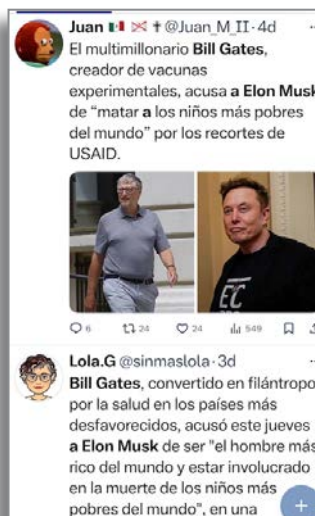 Juan 🇲🇽 ✝ @Juan_M_II·4d
El multimillonario Bill Gates,
creador de vacunas
experimentales, acusa a Elon Musk
de “matar a los niños más pobres
del mundo” por los recortes de
USAID.
EC
6 24 24 549
Lola.G @sinmaslola·3d
Bill Gates, convertido en filántropo
por la salud en los países más
desfavorecidos, acusó este jueves
a Elon Musk de ser "el hombre más
rico del mundo y estar involucrado
en la muerte de los niños más
pobres del mundo", en una